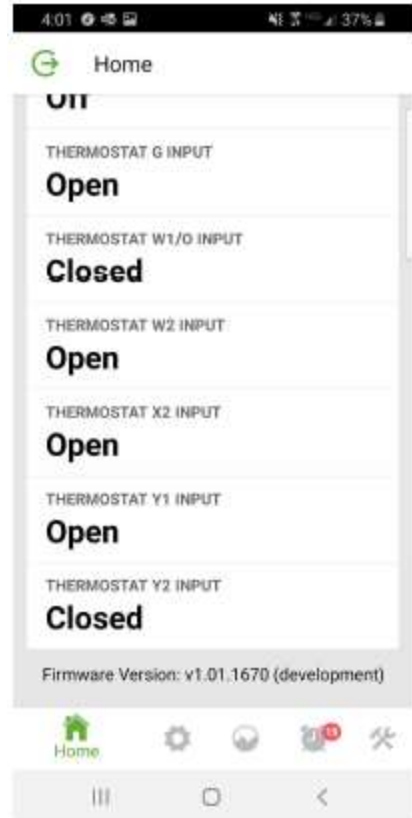 4:01
37%
Home
Off
THERMOSTAT G INPUT
Open
THERMOSTAT W1/O INPUT
Closed
THERMOSTAT W2 INPUT
Open
THERMOSTAT X2 INPUT
Open
THERMOSTAT Y1 INPUT
Open
THERMOSTAT Y2 INPUT
Closed
Firmware Version: v1.01.1670 (development)
Home